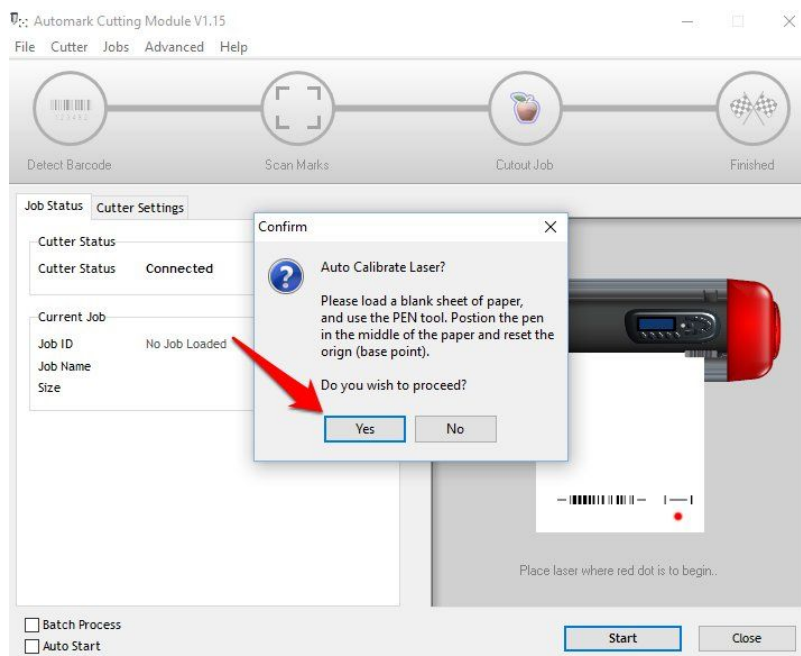 Automark Cutting Module V1.15
File Cutter Jobs Advanced Help
123452
Detect Barcode Scan Marks Cutout Job Finished
Job Status Cutter Settings
Cutter Status
Cutter Status Connected
Current Job
Job ID No Job Loaded
Job Name
Size
Confirm
Auto Calibrate Laser?
Please load a blank sheet of paper,
and use the PEN tool. Postion the pen
in the middle of the paper and reset the
orign (base point).
Do you wish to proceed?
Yes No
Place laser where red dot is to begin..
Batch Process
Auto Start
Start Close